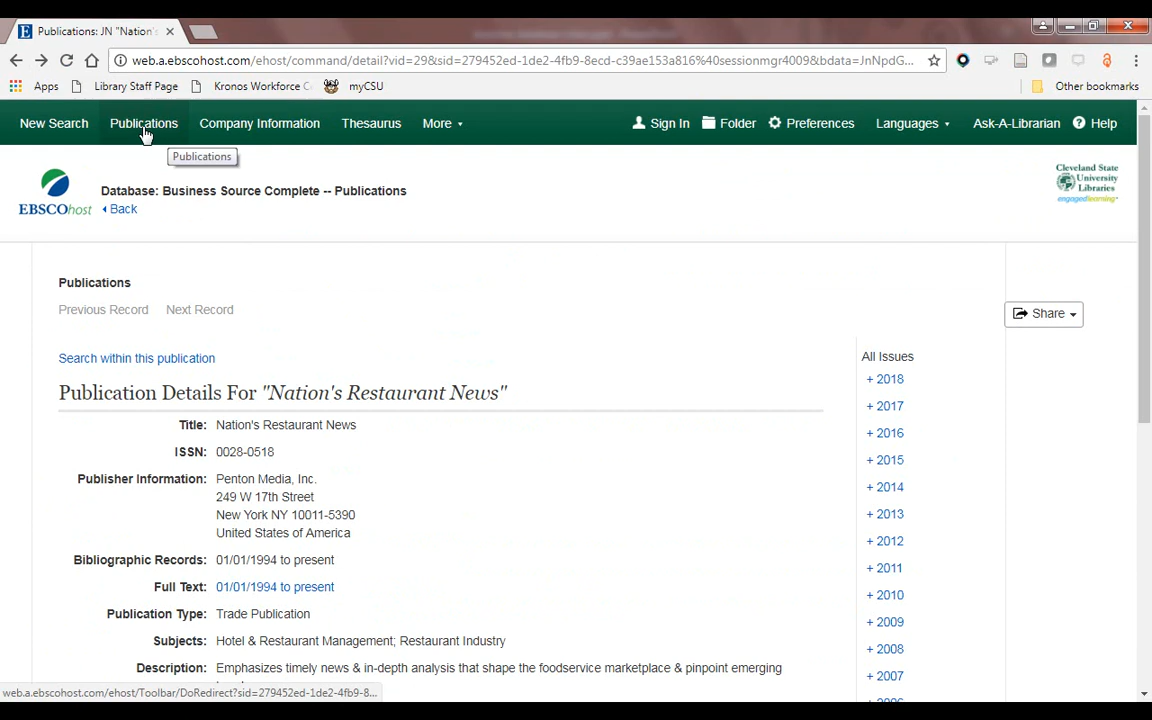 Publications: JN "Nation's
web.a.ebscohost.com/ehost/command/detail?vid=29&sid=279452ed-1de2-4fb9-8ecd-c39ae153a816%40sessionmgr4009&bdata=JnNpdG...
Apps Library Staff Page Kronos Workforce C myCSU Other bookmarks
New Search Publications Company Information Thesaurus More Sign In Folder Preferences Languages Ask-A-Librarian Help
Publications
EBSCOhost
Database: Business Source Complete -- Publications
Back
Cleveland State
University
Libraries
engagedlearning
Publications
Previous Record Next Record
Share
Search within this publication
All Issues
Publication Details For "Nation's Restaurant News"
Title: Nation's Restaurant News
ISSN: 0028-0518
Publisher Information: Penton Media, Inc.
249 W 17th Street
New York NY 10011-5390
United States of America
Bibliographic Records: 01/01/1994 to present
Full Text: 01/01/1994 to present
Publication Type: Trade Publication
Subjects: Hotel & Restaurant Management; Restaurant Industry
Description: Emphasizes timely news & in-depth analysis that shape the foodservice marketplace & pinpoint emerging
+ 2018
+ 2017
+ 2016
+ 2015
+ 2014
+ 2013
+ 2012
+ 2011
+ 2010
+ 2009
+ 2008
+ 2007
web.a.ebscohost.com/ehost/Toolbar/DoRedirect?sid=279452ed-1de2-4fb9-8...